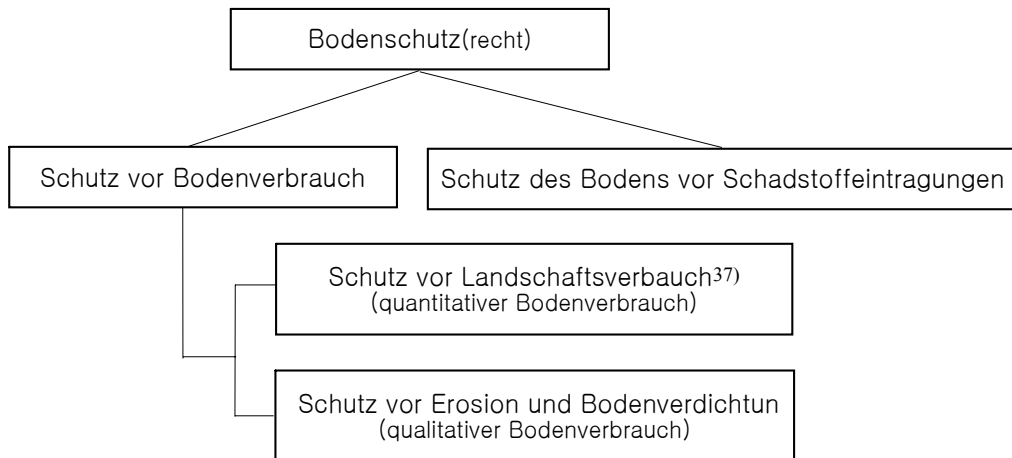 Bodenschutz(recht)
Schutz vor Bodenverbrauch
Schutz des Bodens vor Schadstoffeintragungen
Schutz vor Landschaftsverbauch37)
(quantitativer Bodenverbrauch)
Schutz vor Erosion und Bodenverdichtun
(qualitativer Bodenverbrauch)